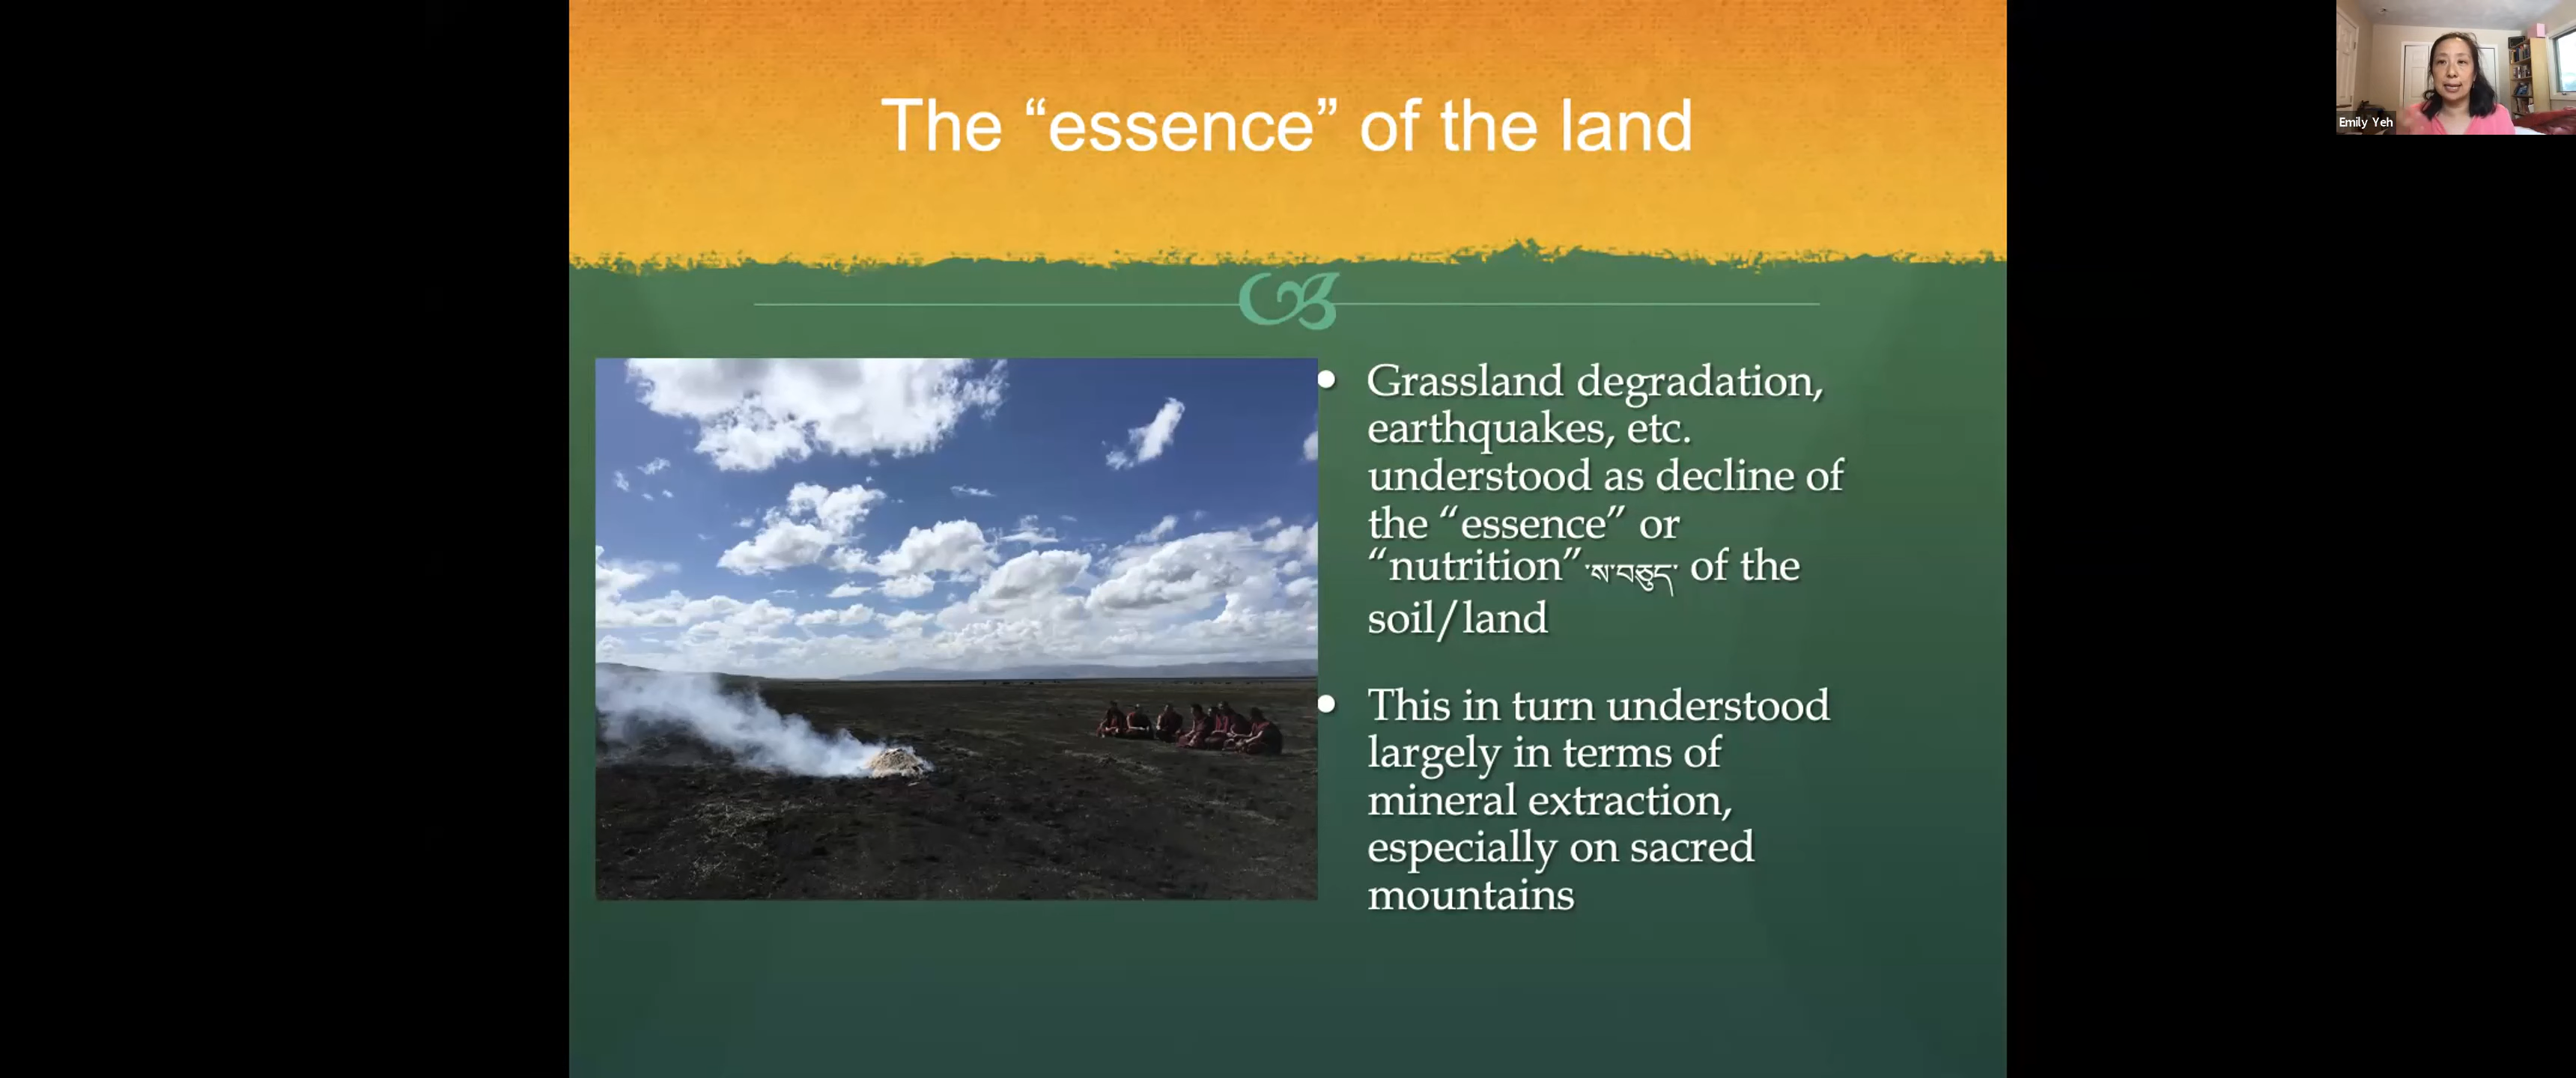 The “essence” of the land
Emily Yeh
Grassland degradation,
earthquakes, etc.
understood as decline of
the “essence” or
“nutrition”་ས་བཅུད་ of the
soil/land
This in turn understood
largely in terms of
mineral extraction,
especially on sacred
mountains